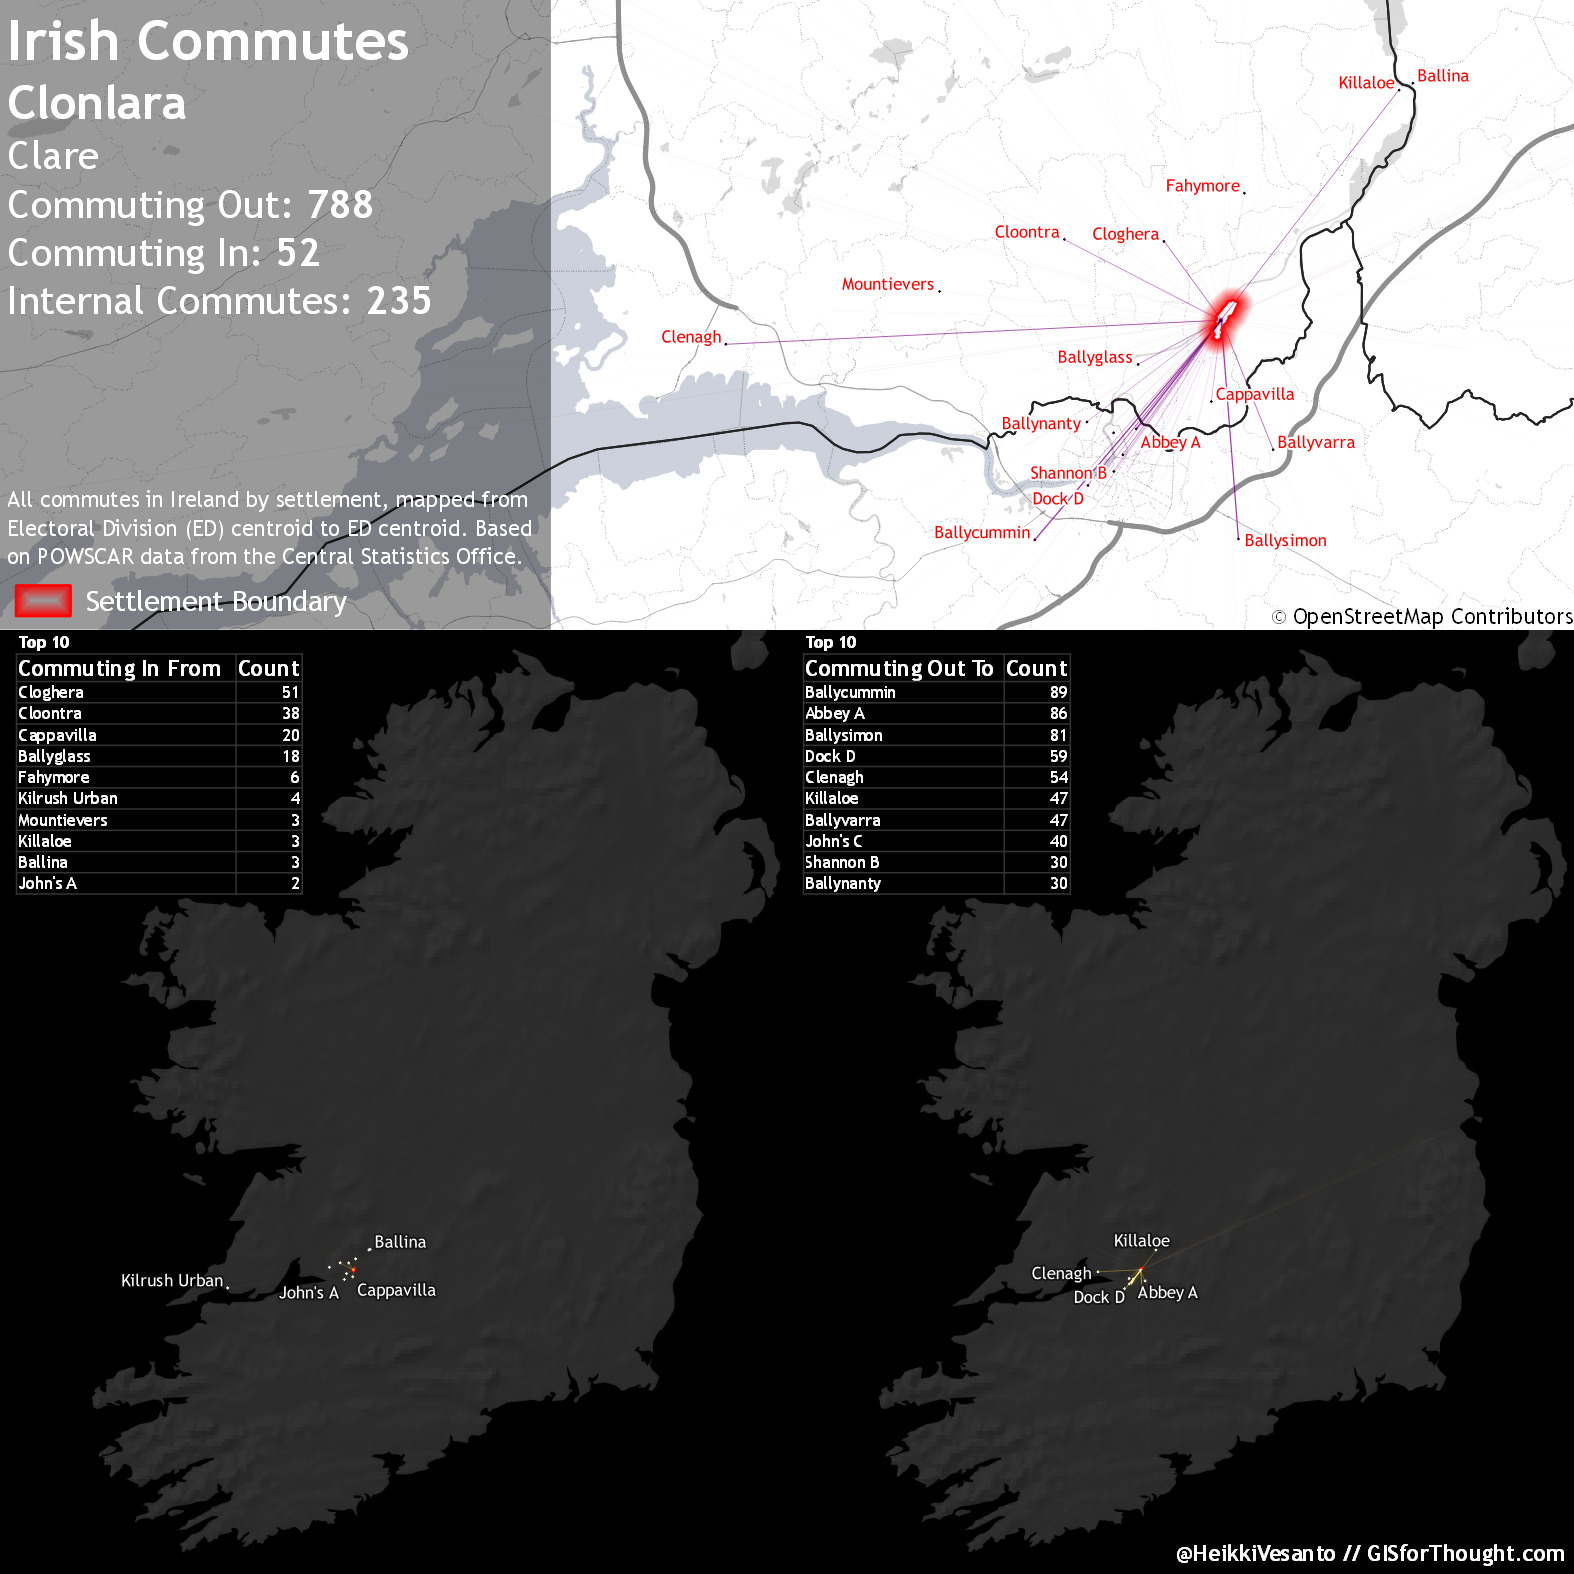 Irish Commutes
Clonlara
Clare
Commuting Out: 788
Commuting In: 52
Internal Commutes: 235
All commutes in Ireland by settlement, mapped from
Electoral Division (ED) centroid to ED centroid. Based
on POWSCAR data from the Central Statistics Office.
Settlement Boundary
Killaloe
Ballina
Fahymore
Cloontra
Cloghera
Mountievers
Clenagh
Ballyglass
Cappavilla
Ballynanty
Abbey A
Ballyvarra
Shannon B
Dock D
Ballycummin
Ballysimon
© OpenStreetMap Contributors
Top 10
Commuting In From Count
Cloghera 51
Cloontra 38
Cappavilla 20
Ballyglass 18
Fahymore 6
Kilrush Urban 4
Mountievers 3
Killaloe 3
Ballina 3
John's A 2
Ballina
Kilrush Urban
John's A
Cappavilla
Top 10
Commuting Out To Count
Ballycummin 89
Abbey A 86
Ballysimon 81
Dock D 59
Clenagh 54
Killaloe 47
Ballyvarra 47
John's C 40
Shannon B 30
Ballynanty 30
Killaloe
Clenagh
Dock D
Abbey A
@HeikkiVesanto // GISforThought.com